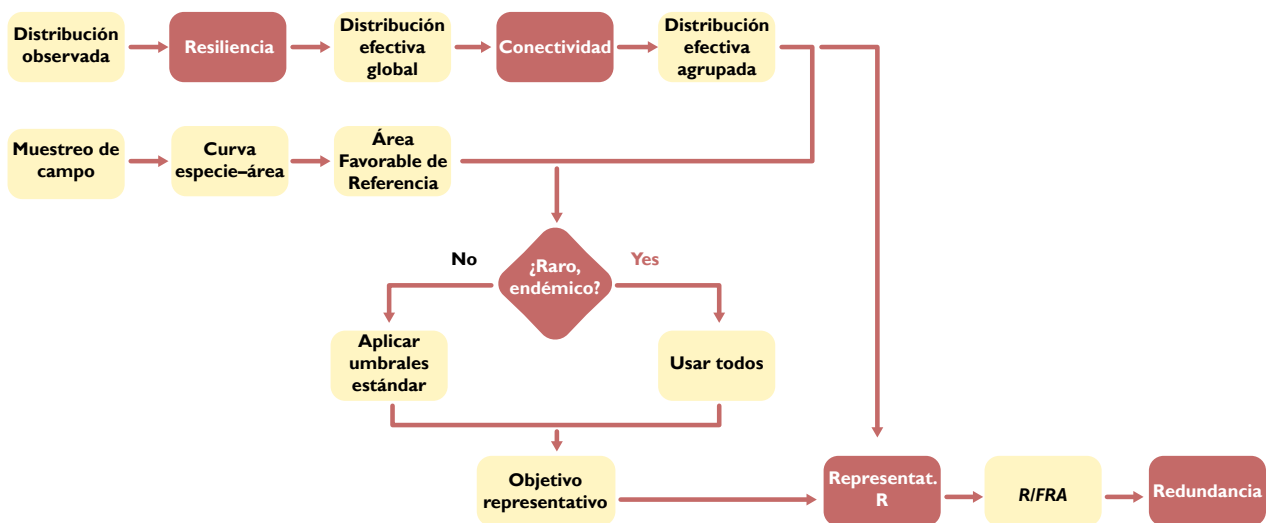 Distribución
observada
Resiliencia
Distribución
efectiva
global
Conectividad
Distribución
efectiva
agrupada
Muestreo de
campo
Curva
especie–área
Área
Favorable de
Referencia
No
¿Raro,
endémico?
Yes
Aplicar
umbrales
estándar
Usar todos
Objetivo
representativo
Representat.
R
R/FRA
Redundancia